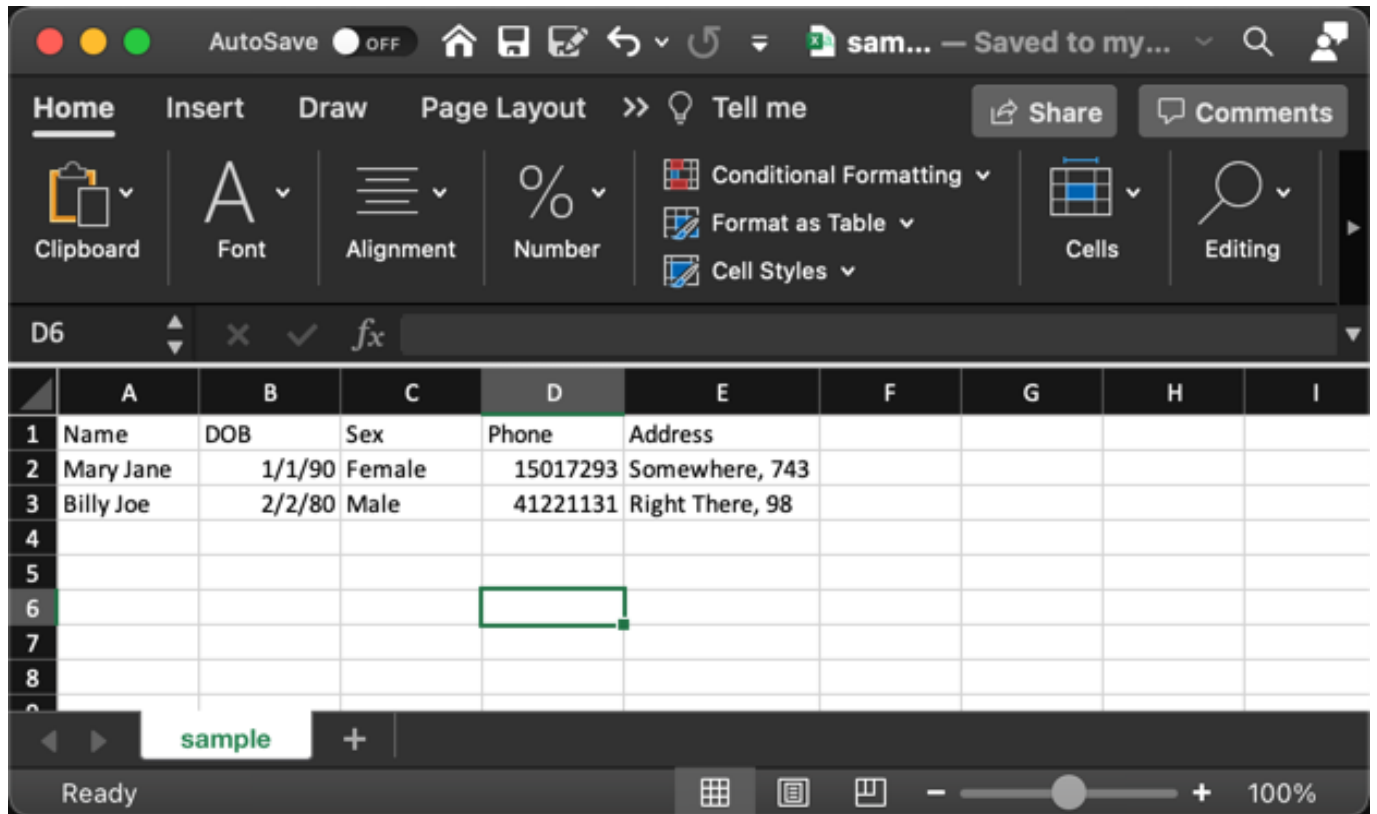 AutoSave OFF sam... — Saved to my...
Home Insert Draw Page Layout >> Tell me Share Comments
Clipboard Font Alignment Number Conditional Formatting Cells Editing
Format as Table
Cell Styles
D6 fx
A B C D E F G H I
1 Name DOB Sex Phone Address
2 Mary Jane 1/1/90 Female 15017293 Somewhere, 743
3 Billy Joe 2/2/80 Male 41221131 Right There, 98
4
5
6
7
8
sample +
Ready - + 100%